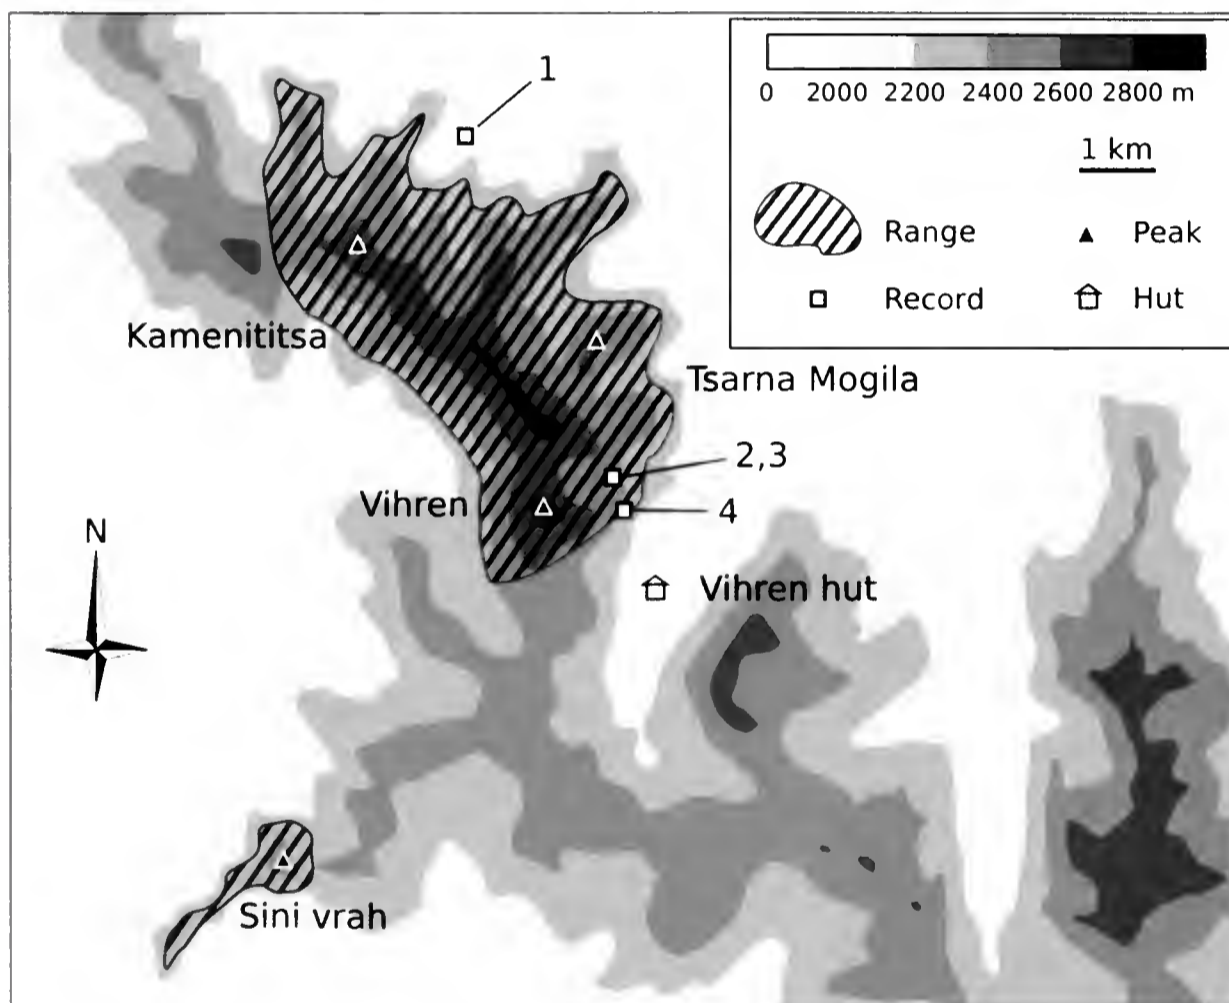 1
0 2000 2200 2400 2600 2800 m
1 km
Range
Peak
Record
Hut
Kamenititsa
Tsarna Mogila
2,3
Vihren
4
N
Vihren hut
Sini vrah